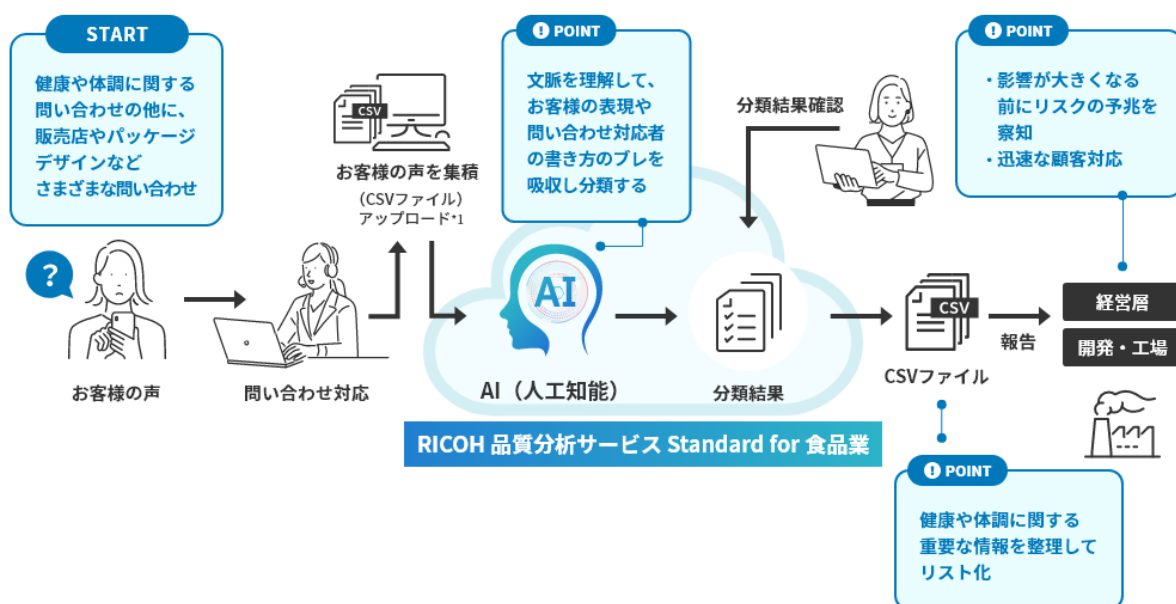 START
健康や体調に関する
問い合わせの他に、
販売店やパッケージ
デザインなど
さまざまな問い合わせ
?
お客様の声
問い合わせ対応
CSV
お客様の声を集積
（CSVファイル）
アップロード*1
! POINT
文脈を理解して、
お客様の表現や
問い合わせ対応者
の書き方のブレを
吸収し分類する
AI
AI（人工知能）
分類結果確認
分類結果
RICOH 品質分析サービス Standard for 食品業
CSV
CSVファイル
報告
! POINT
・影響が大きくなる
前にリスクの予兆を
察知
・迅速な顧客対応
経営層
開発・工場
! POINT
健康や体調に関する
重要な情報を整理して
リスト化